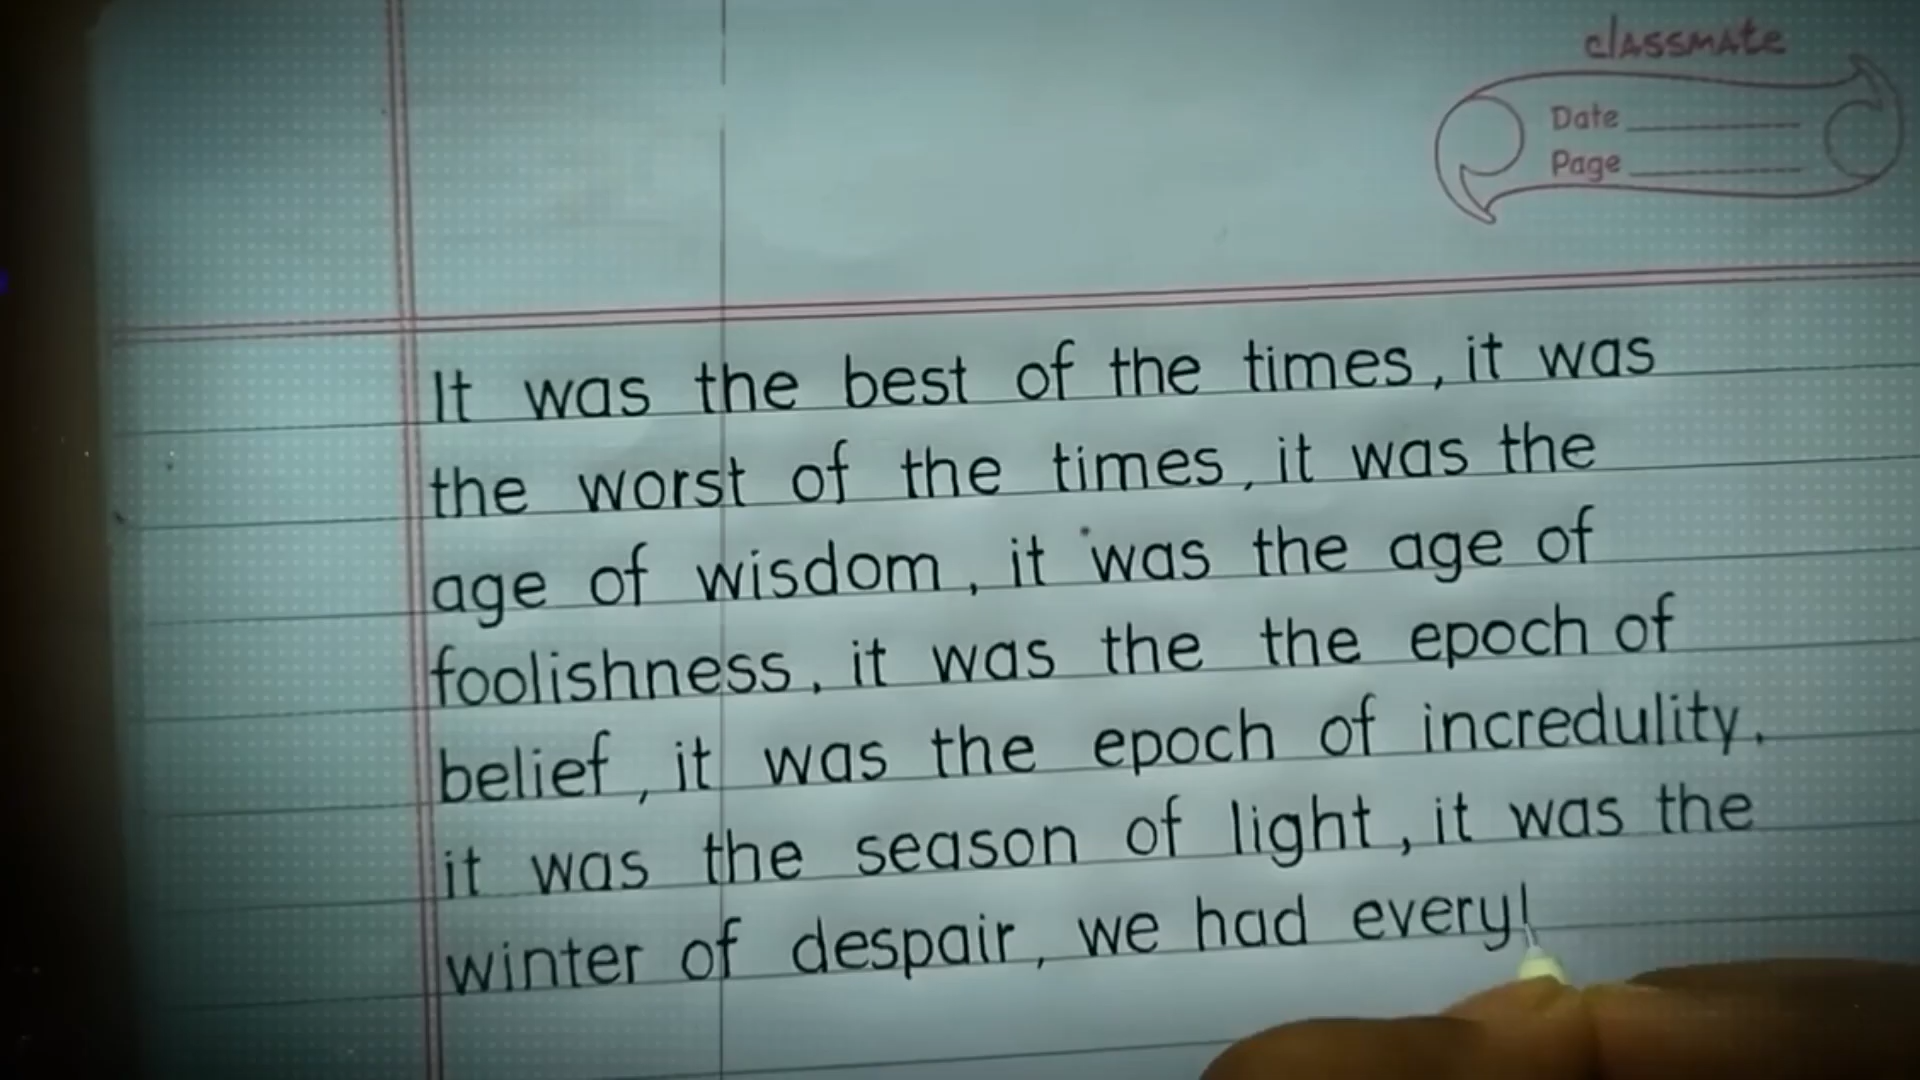 classmate
Date
Page
It was the best of the times, it was
the worst of the times, it was the
age of wisdom, it was the age of
foolishness, it was the the epoch of
belief, it was the epoch of incredulity.
it was the season of light, it was the
winter of despair, we had every